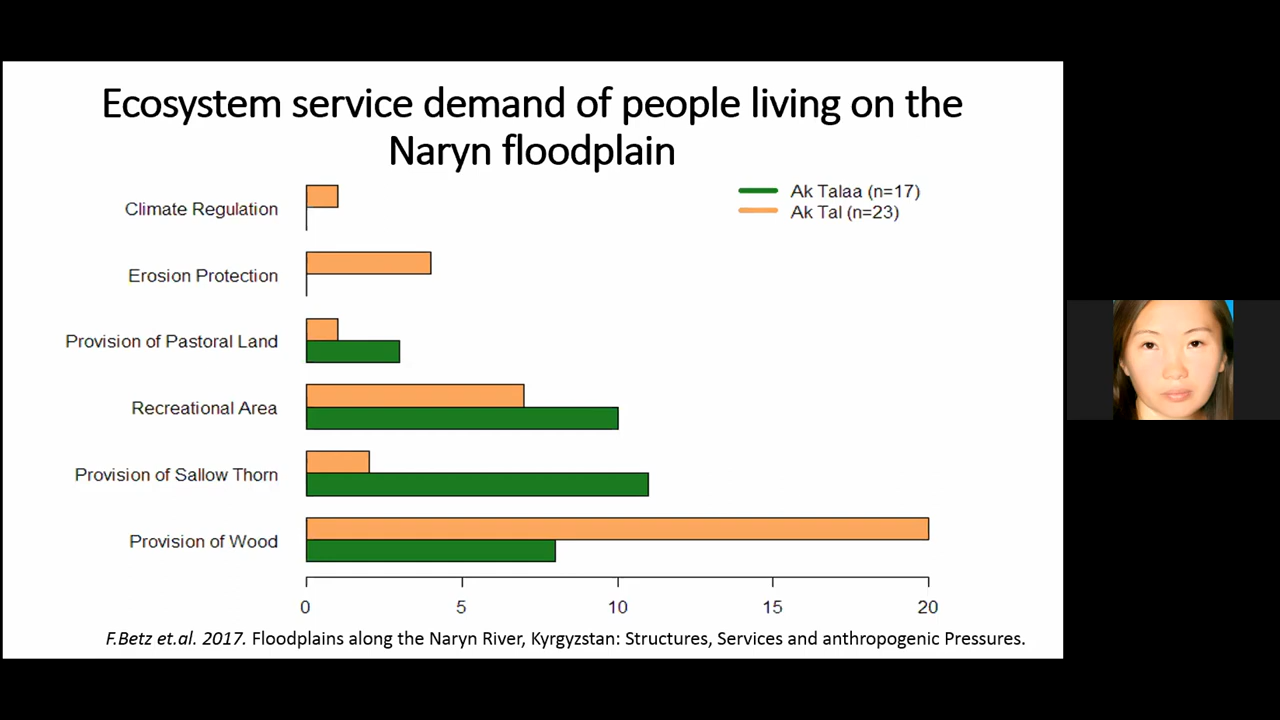 Ecosystem service demand of people living on the
Naryn floodplain
Ak Talaa (n=17)
Ak Tal (n=23)
Climate Regulation
Erosion Protection
Provision of Pastoral Land
Recreational Area
Provision of Sallow Thorn
Provision of Wood
0 5 10 15 20
F.Betz et.al. 2017. Floodplains along the Naryn River, Kyrgyzstan: Structures, Services and anthropogenic Pressures.